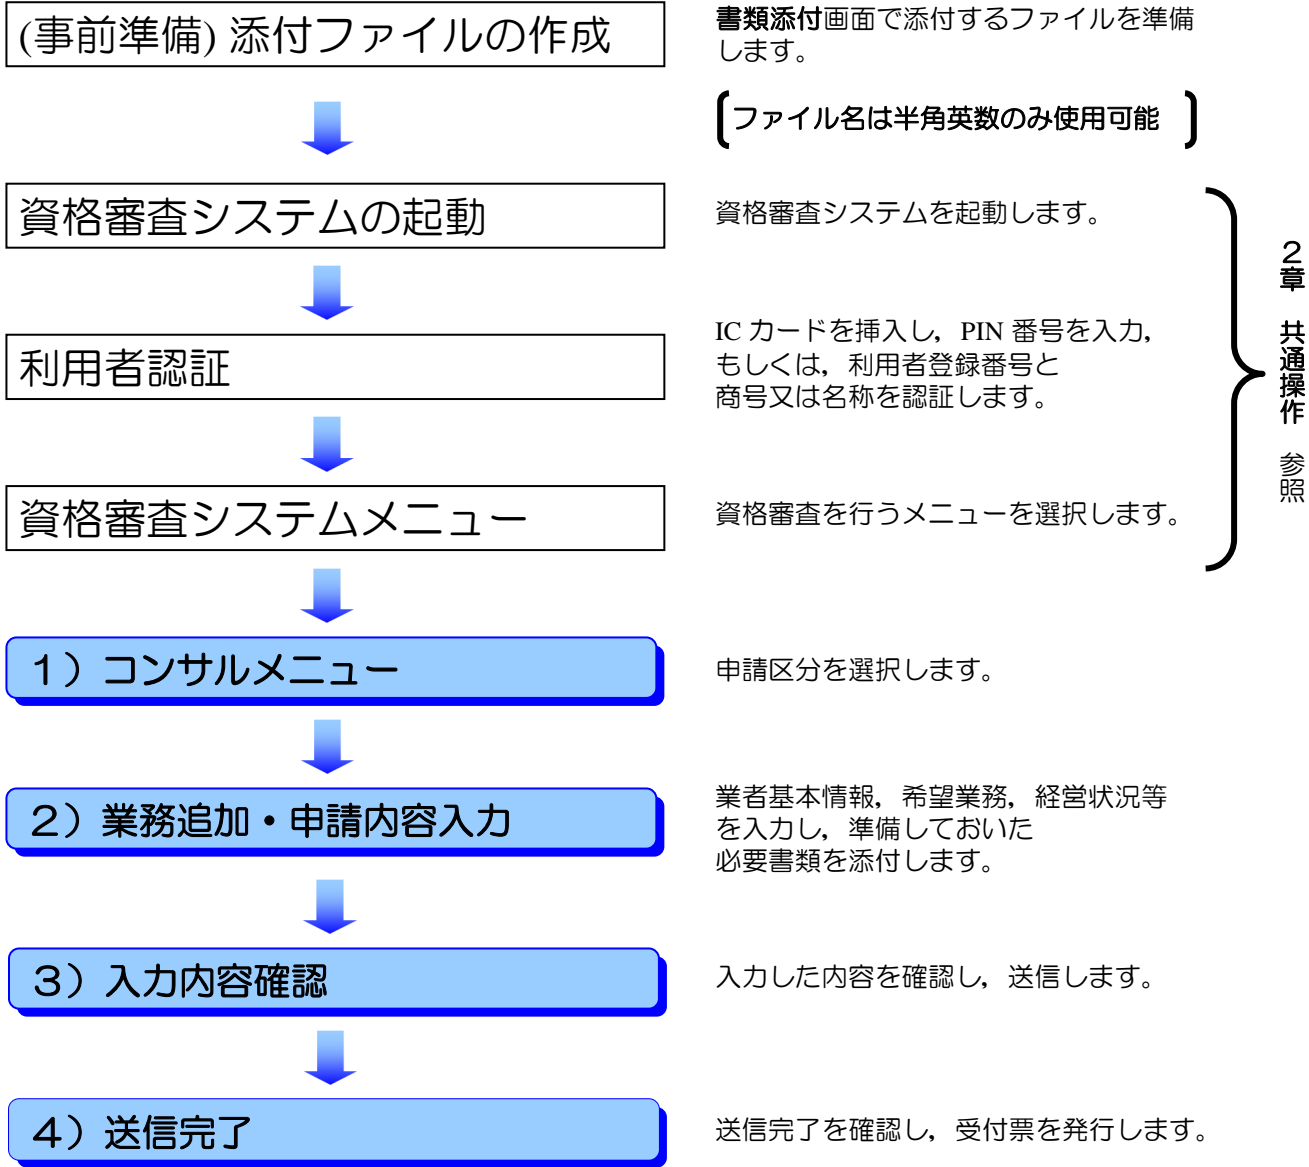 (事前準備) 添付ファイルの作成
書類添付画面で添付するファイルを準備
します。
ファイル名は半角英数のみ使用可能
資格審査システムの起動
資格審査システムを起動します。
利用者認証
IC カードを挿入し，PIN 番号を入力，
もしくは，利用者登録番号と
商号又は名称を認証します。
資格審査システムメニュー
資格審査を行うメニューを選択します。
２章　共通操作　参照
１）コンサルメニュー
申請区分を選択します。
２）業務追加・申請内容入力
業者基本情報，希望業務，経営状況等
を入力し，準備しておいた
必要書類を添付します。
３）入力内容確認
入力した内容を確認し，送信します。
４）送信完了
送信完了を確認し，受付票を発行します。